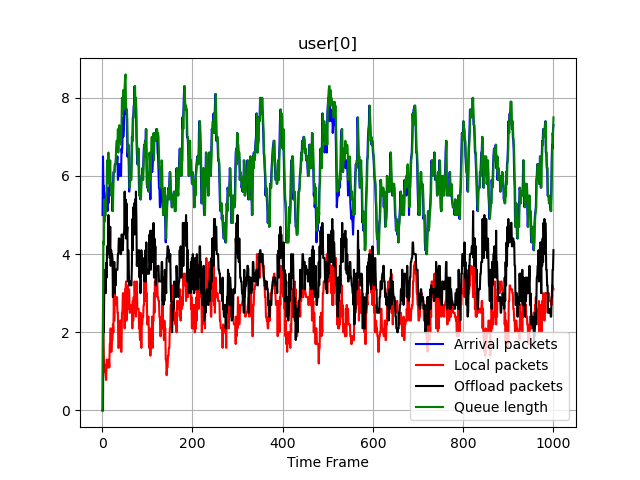 user[0]
8
6
4
2
0
Arrival packets
Local packets
Offload packets
Queue length
0 200 400 600 800 1000
Time Frame